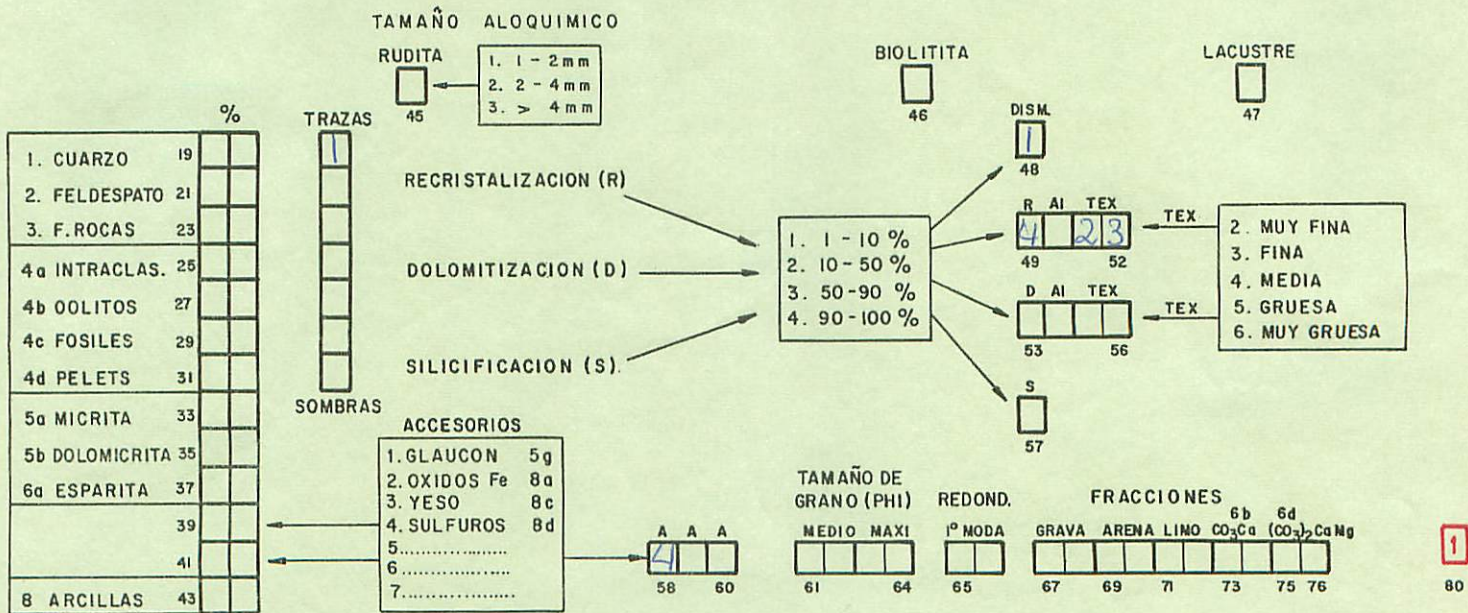 TAMAÑO ALOQUIMICO
RUDITA
45
1. 1 - 2mm
2. 2 - 4mm
3. > 4mm
BIOLITITA
46
LACUSTRE
47
%
TRAZAS
1
SOMBRAS
1. CUARZO 19
2. FELDESPATO 21
3. F. ROCAS 23
4a INTRACLAS. 25
4b OOLITOS 27
4c FOSILES 29
4d PELETS 31
5a MICRITA 33
5b DOLOMICRITA 35
6a ESPARITA 37
39
41
8 ARCILLAS 43
RECRISTALIZACION (R)
DOLOMITIZACION (D)
SILICIFICACION (S).
1. 1 - 10 %
2. 10 - 50 %
3. 50 - 90 %
4. 90 - 100 %
DISM.
1
48
R AI TEX
4 2 3
49 52
D AI TEX
53 56
S
57
TEX
TEX
2. MUY FINA
3. FINA
4. MEDIA
5. GRUESA
6. MUY GRUESA
ACCESORIOS
1. GLAUCON 5g
2. OXIDOS Fe 8a
3. YESO 8c
4. SULFUROS 8d
5..................
6..................
7..................
A A A
4
58 60
TAMAÑO DE
GRANO (PHI)
MEDIO MAXI
61 64
REDOND.
1º MODA
65
FRACCIONES
6b 6d
GRAVA ARENA LIMO CO3Ca (CO3)2CaMg
67 69 71 73 75 76
1
80